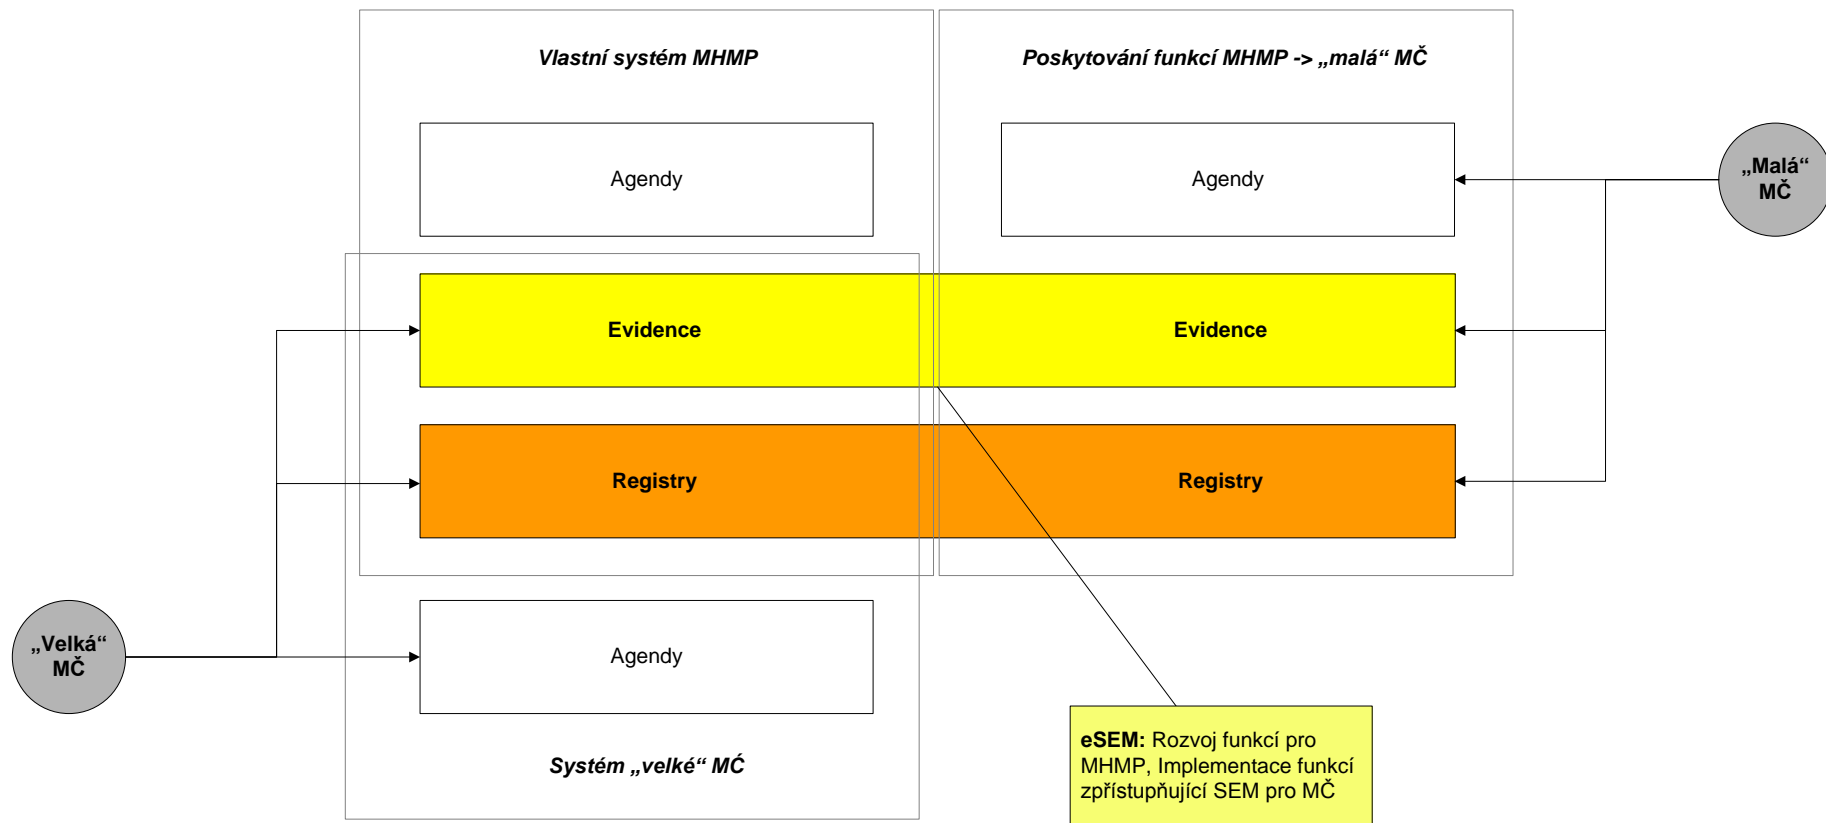 Vlastní systém MHMP
Poskytování funkcí MHMP -> „malá“ MČ
Agendy
Agendy
„Malá“
MČ
Evidence
Evidence
Registry
Registry
„Velká“
MČ
Agendy
Systém „velké“ MĆ
eSEM: Rozvoj funkcí pro
MHMP, Implementace funkcí
zpřístupňující SEM pro MČ